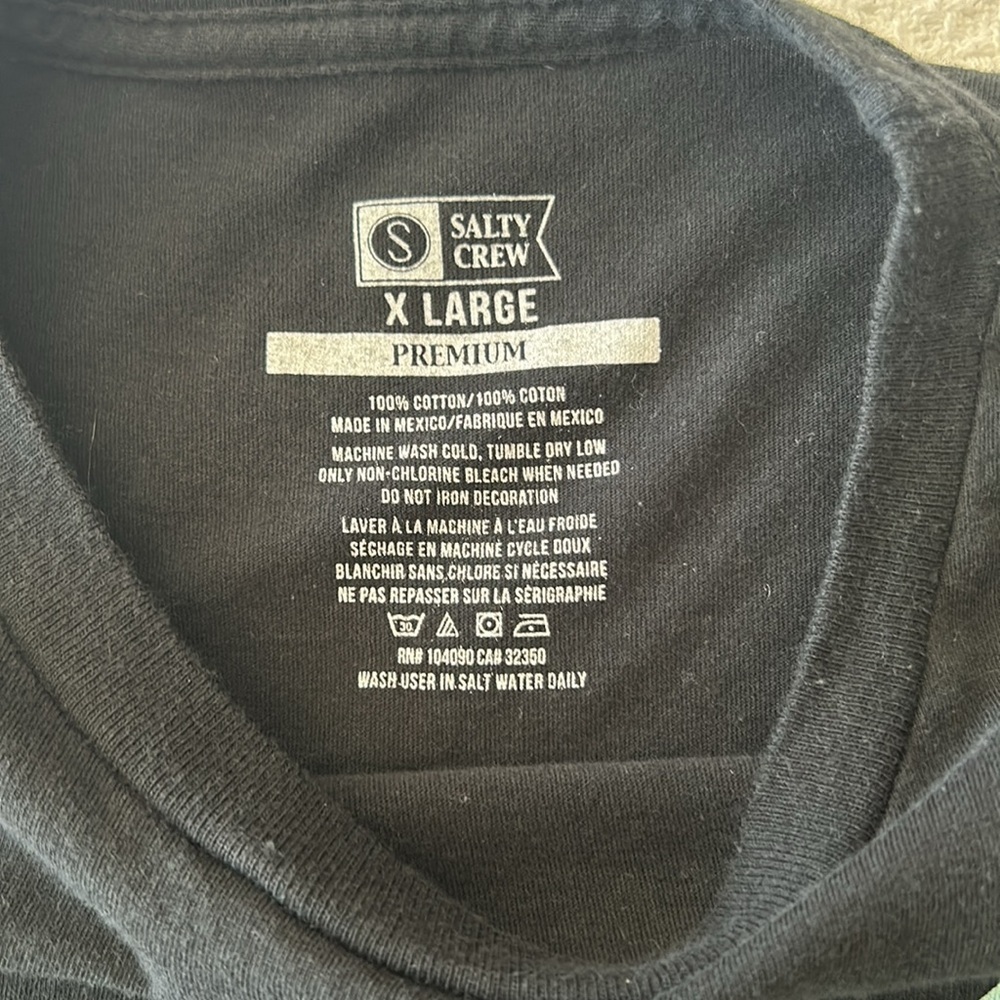 S
SALTY
CREW
X LARGE
PREMIUM
100% COTTON/100% COTON
MADE IN MEXICO/FABRIQUE EN MEXICO
MACHINE WASH COLD, TUMBLE DRY LOW
ONLY NON-CHLORINE BLEACH WHEN NEEDED
DO NOT IRON DECORATION
LAVER À LA MACHINE À L'EAU FROIDE
SÉCHAGE EN MACHINE CYCLE DOUX
BLANCHIR SANS CHLORE SI NÉCESSAIRE
NE PAS REPASSER SUR LA SÉRIGRAPHIE
30
RN# 104090 CA# 32350
WASH USER IN SALT WATER DAILY